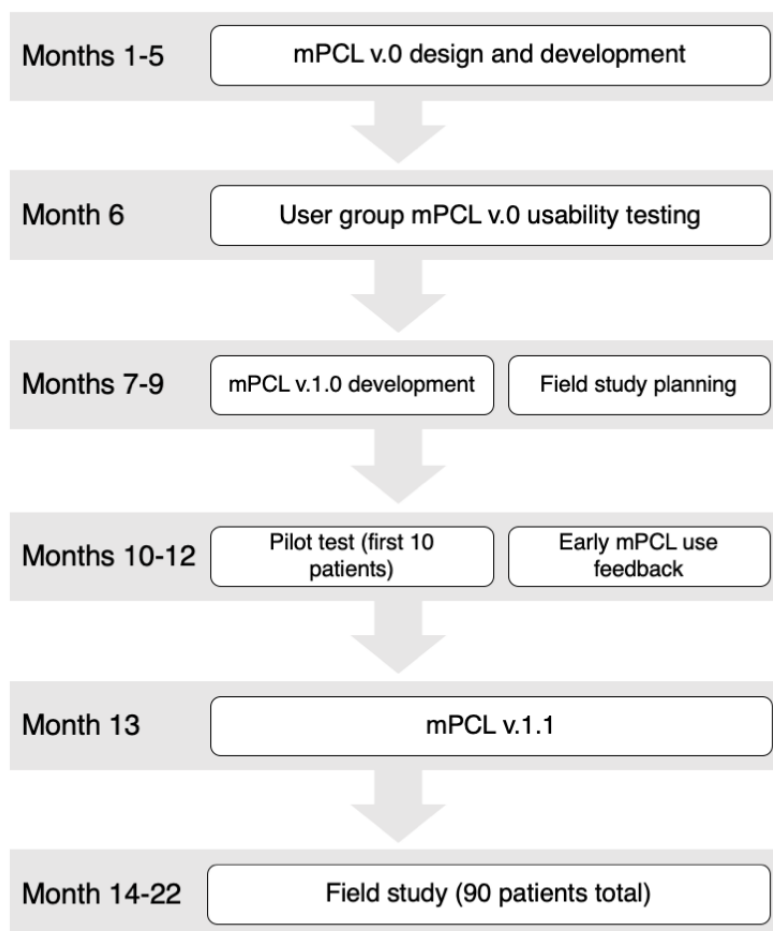 Months 1-5
mPCL v.0 design and development
Month 6
User group mPCL v.0 usability testing
Months 7-9
mPCL v.1.0 development
Field study planning
Months 10-12
Pilot test (first 10
patients)
Early mPCL use
feedback
Month 13
mPCL v.1.1
Month 14-22
Field study (90 patients total)